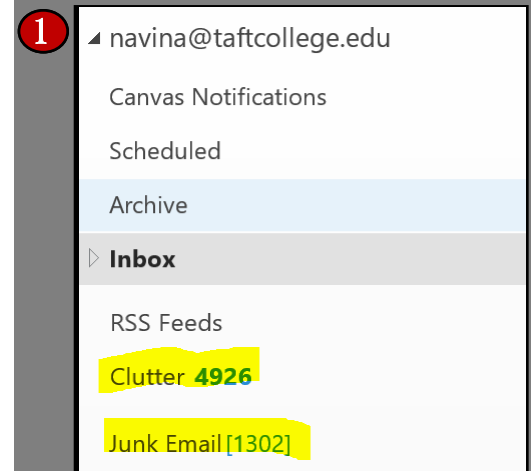 1
navina@taftcollege.edu
Canvas Notifications
Scheduled
Archive
Inbox
RSS Feeds
Clutter 4926
Junk Email [1302]